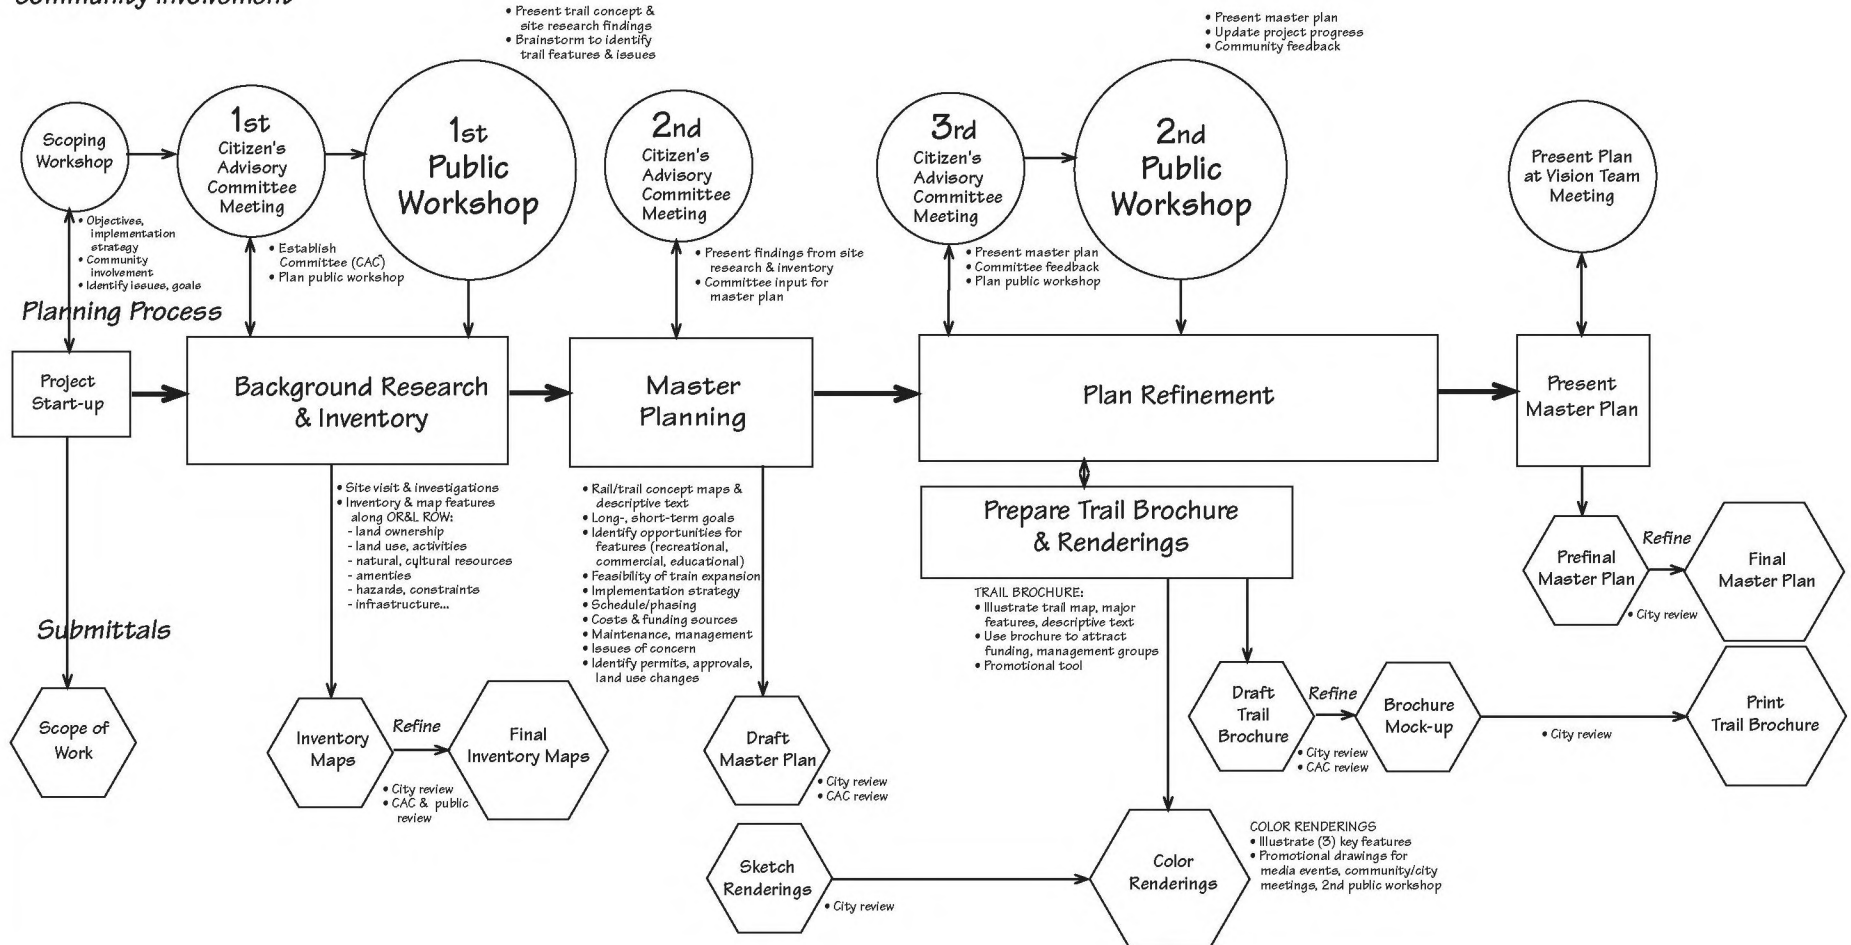 Community Involvement
• Present trail concept &
site research findings
• Brainstorm to identify
trail features & issues
• Present master plan
• Update project progress
• Community feedback
Scoping
Workshop
1st
Citizen's
Advisory
Committee
Meeting
1st
Public
Workshop
2nd
Citizen's
Advisory
Committee
Meeting
3rd
Citizen's
Advisory
Committee
Meeting
2nd
Public
Workshop
Present Plan
at Vision Team
Meeting
• Objectives,
implementation
strategy
• Community
involvement
• Identify issues, goals
• Establish
Committee (CAC)
• Plan public workshop
• Present findings from site
research & inventory
• Committee input for
master plan
• Present master plan
• Committee feedback
• Plan public workshop
Planning Process
Project
Start-up
Background Research
& Inventory
Master
Planning
Plan Refinement
Present
Master Plan
• Site visit & investigations
• Inventory & map features
along OR&L ROW:
- land ownership
- land use, activities
- natural, cultural resources
- amenties
- hazards, constraints
- infrastructure...
• Rail/trail concept maps &
descriptive text
• Long-, short-term goals
• Identify opportunities for
features (recreational,
commercial, educational)
• Feasibility of train expansion
• Implementation strategy
• Schedule/phasing
• Costs & funding sources
• Maintenance, management
• Issues of concern
• Identify permits, approvals,
land use changes
Prepare Trail Brochure
& Renderings
TRAIL BROCHURE:
• Illustrate trail map, major
features, descriptive text
• Use brochure to attract
funding, management groups
• Promotional tool
Prefinal
Master Plan
Refine
• City review
Final
Master Plan
Submittals
Scope of
Work
Inventory
Maps
Refine
• City review
• CAC & public
review
Final
Inventory Maps
Draft
Master Plan
• City review
• CAC review
Draft
Trail
Brochure
Refine
• City review
• CAC review
Brochure
Mock-up
• City review
Print
Trail Brochure
Sketch
Renderings
• City review
Color
Renderings
COLOR RENDERINGS
• Illustrate (3) key features
• Promotional drawings for
media events, community/city
meetings, 2nd public workshop